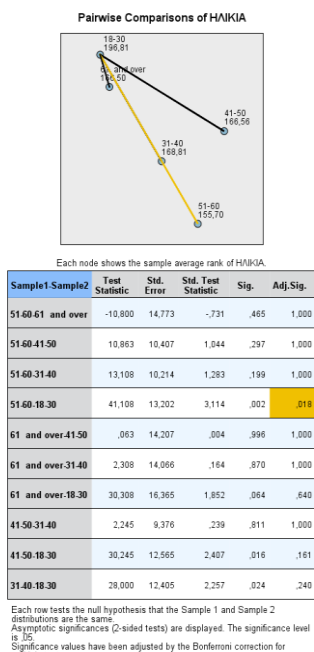 Pairwise Comparisons of ΗΛΙΚΙΑ
18-30
196,81
and over
166,50
41-50
166,56
31-40
168,81
51-60
155,70
Each node shows the sample average rank of ΗΛΙΚΙΑ.
Sample1-Sample2 Test Statistic Std. Error Std. Test Statistic Sig. Adj.Sig.
51-60-61 and over -10,800 14,773 -,731 ,465 1,000
51-60-41-50 10,863 10,407 1,044 ,297 1,000
51-60-31-40 13,108 10,214 1,283 ,199 1,000
51-60-18-30 41,108 13,202 3,114 ,002 ,018
61 and over-41-50 ,063 14,207 ,004 ,996 1,000
61 and over-31-40 2,308 14,066 ,164 ,870 1,000
61 and over-18-30 30,308 16,365 1,852 ,064 ,640
41-50-31-40 2,245 9,376 ,239 ,811 1,000
41-50-18-30 30,245 12,565 2,407 ,016 ,161
31-40-18-30 28,000 12,405 2,257 ,024 ,240
Each row tests the null hypothesis that the Sample 1 and Sample 2
distributions are the same.
Asymptotic significances (2-sided tests) are displayed. The significance level
is ,05.
Significance values have been adjusted by the Bonferroni correction for